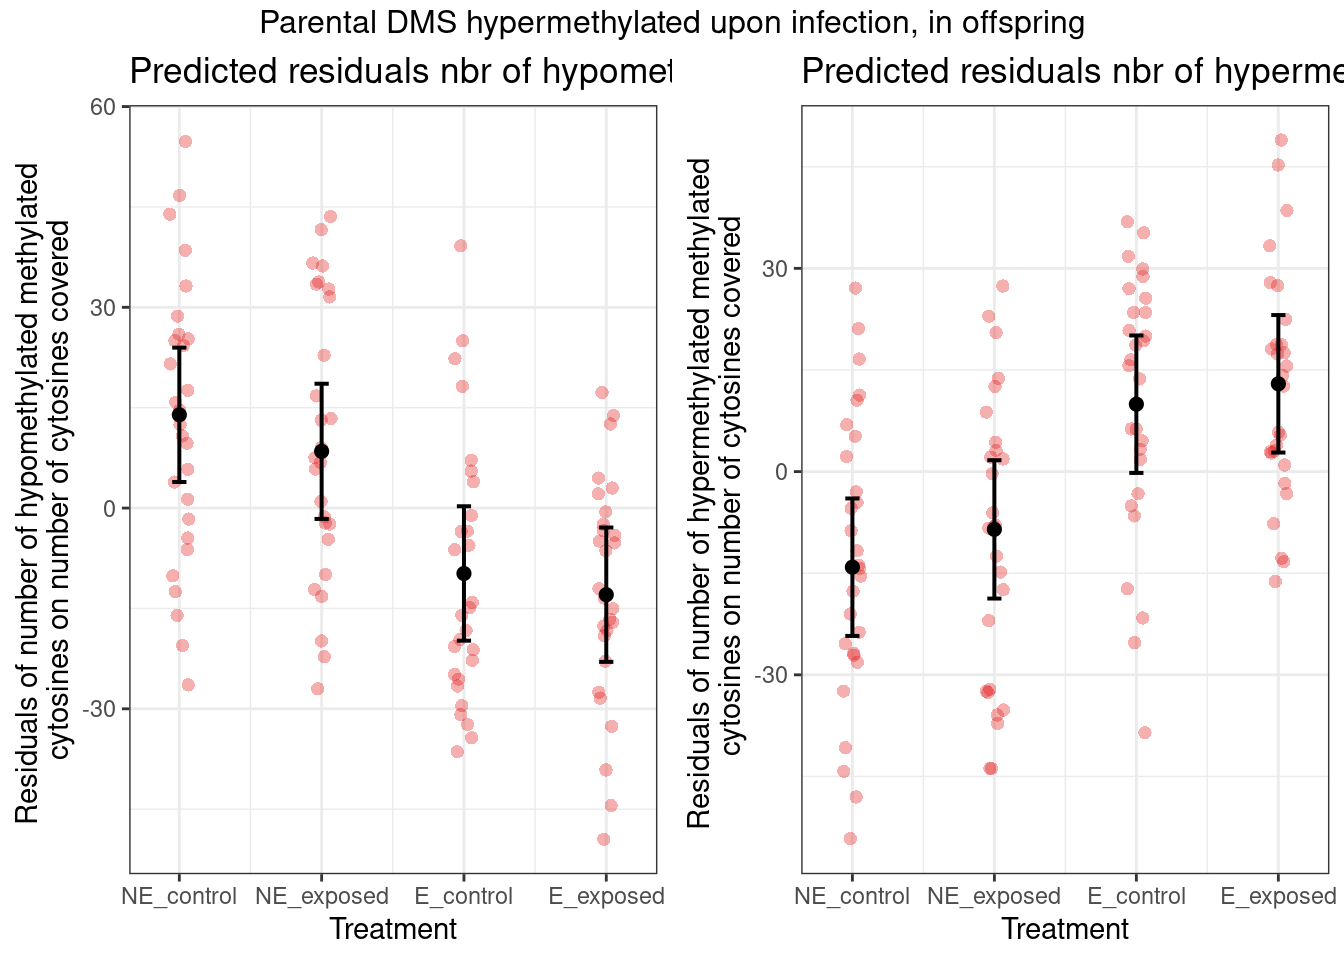 Parental DMS hypermethylated upon infection, in offspring
Predicted residuals nbr of hypomet
Residuals of number of hypomethylated methylated
cytosines on number of cytosines covered
60
30
0
-30
NE_control
NE_exposed
E_control
E_exposed
Treatment
Predicted residuals nbr of hyperme
Residuals of number of hypermethylated methylated
cytosines on number of cytosines covered
30
0
-30
NE_control
NE_exposed
E_control
E_exposed
Treatment